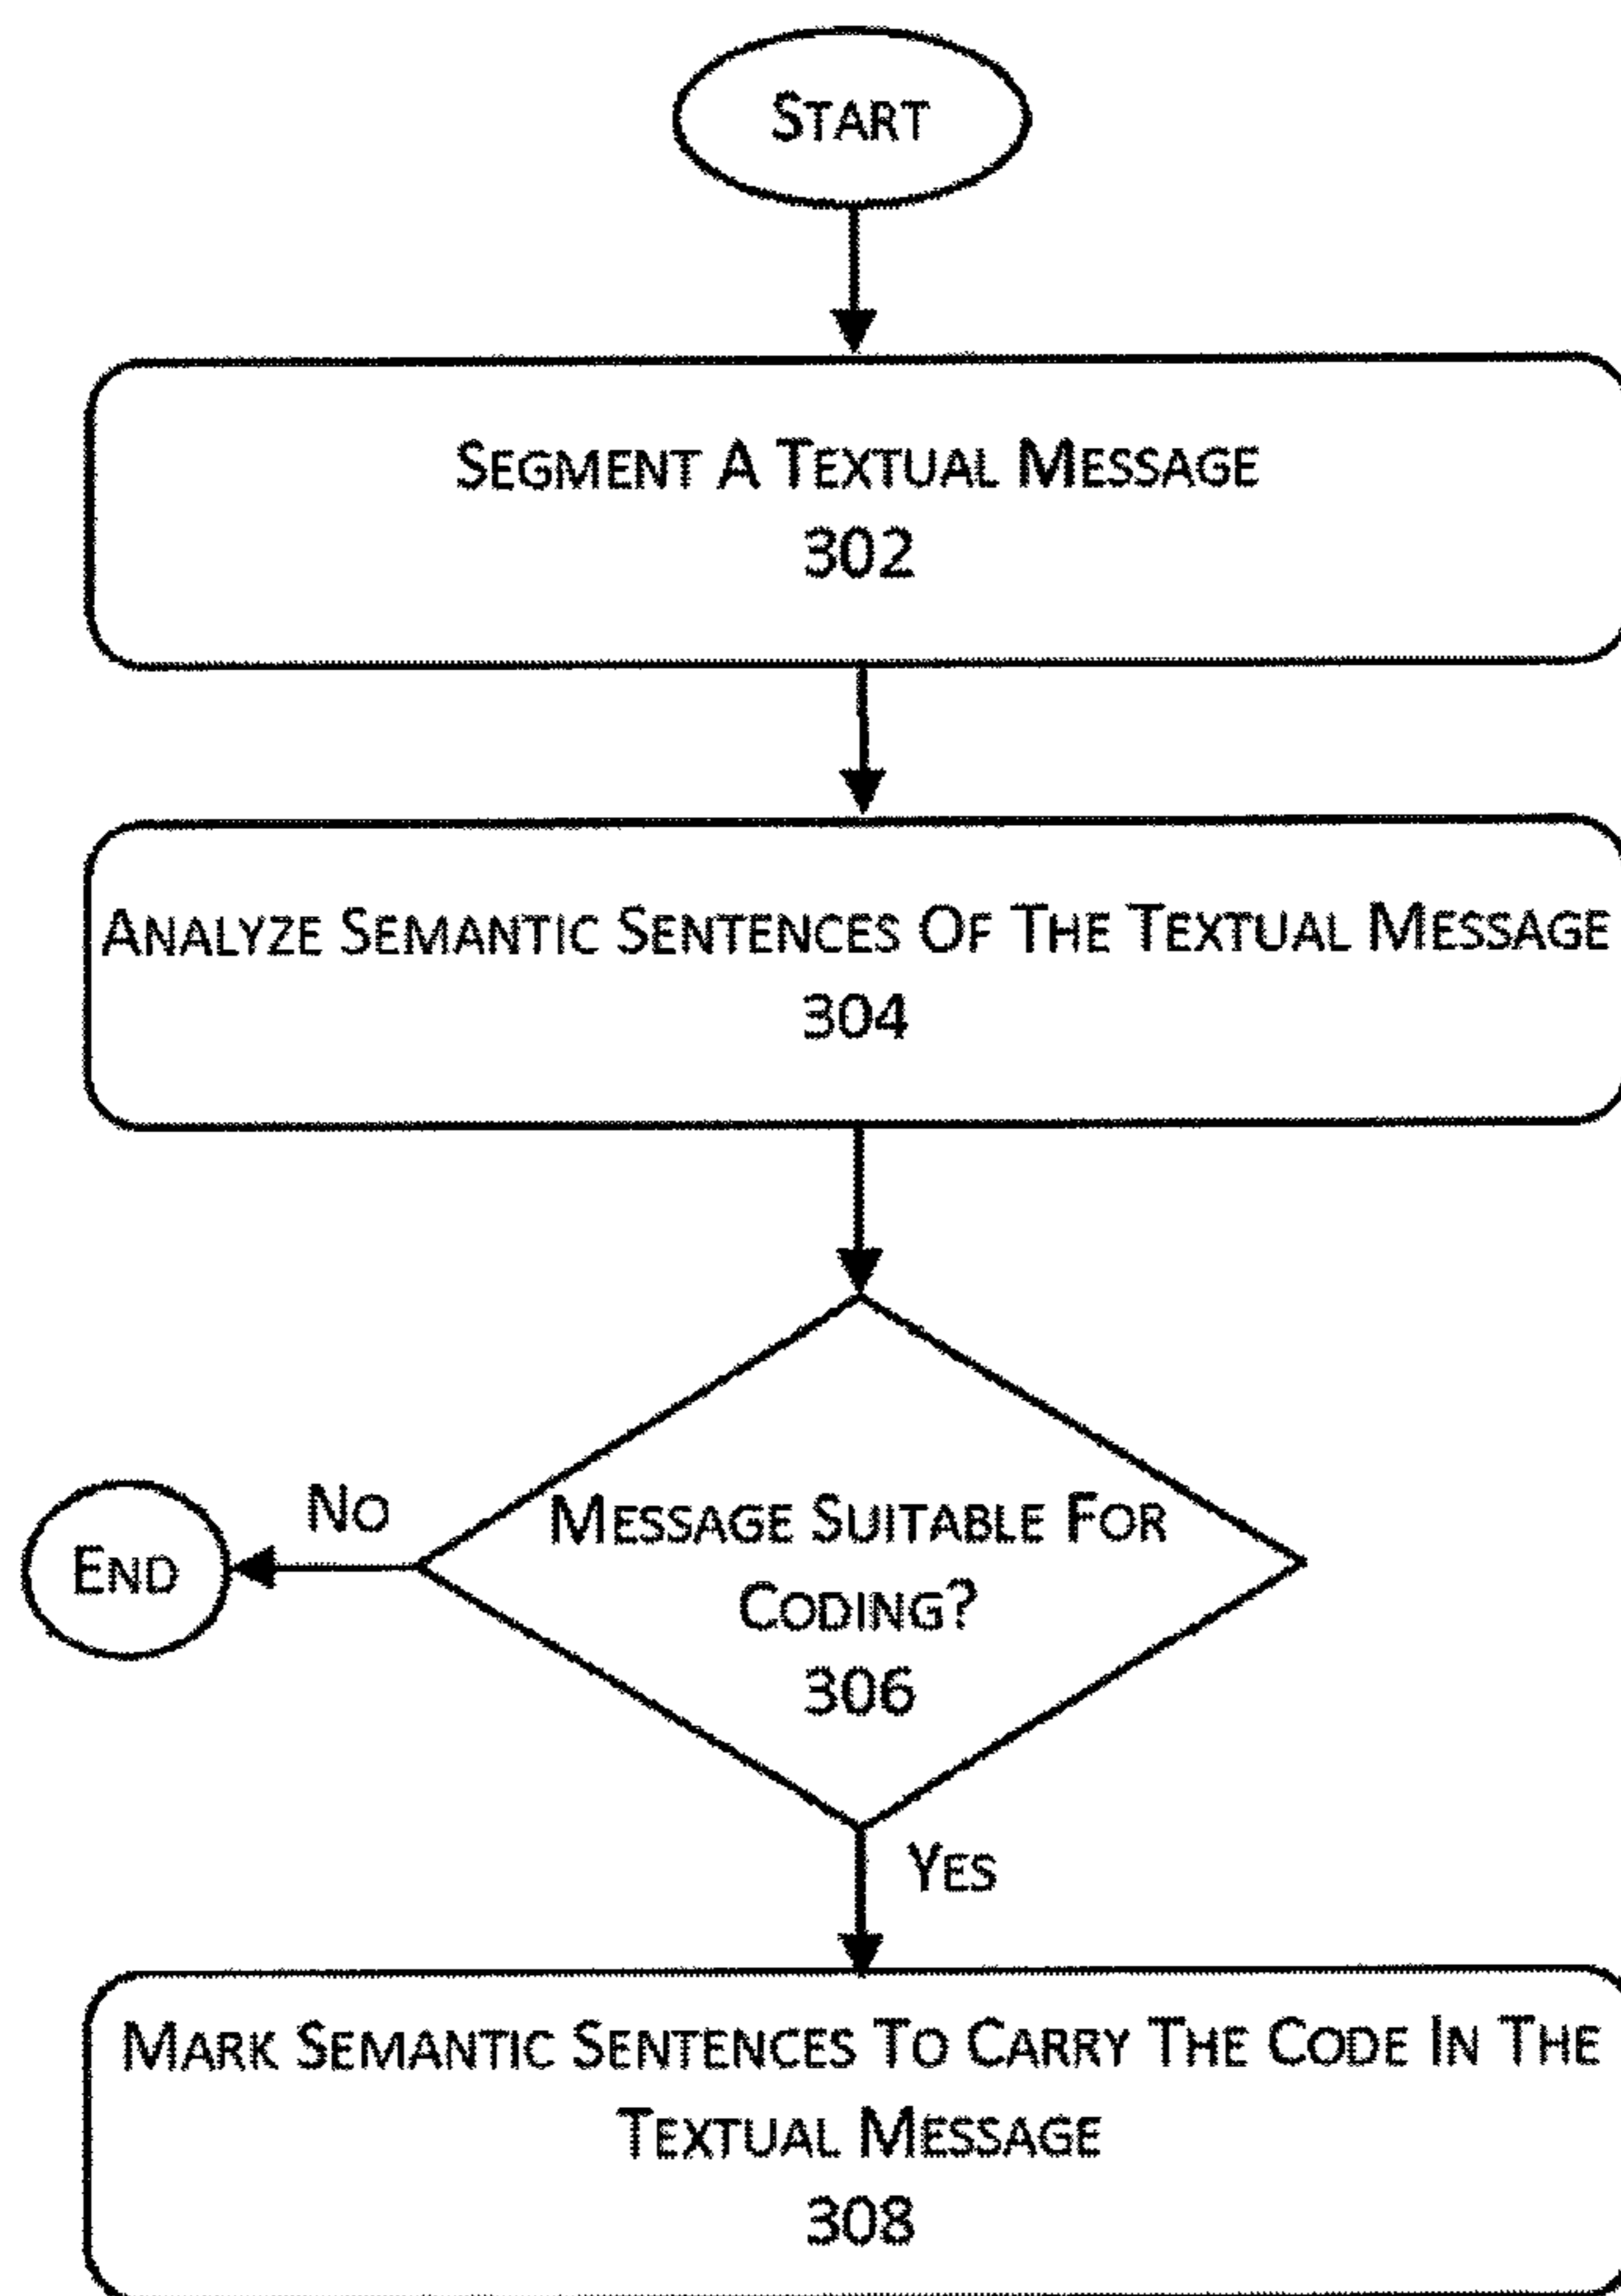 START
SEGMENT A TEXTUAL MESSAGE
302
ANALYZE SEMANTIC SENTENCES OF THE TEXTUAL MESSAGE
304
MESSAGE SUITABLE FOR
CODING?
306
NO
END
YES
MARK SEMANTIC SENTENCES TO CARRY THE CODE IN THE
TEXTUAL MESSAGE
308